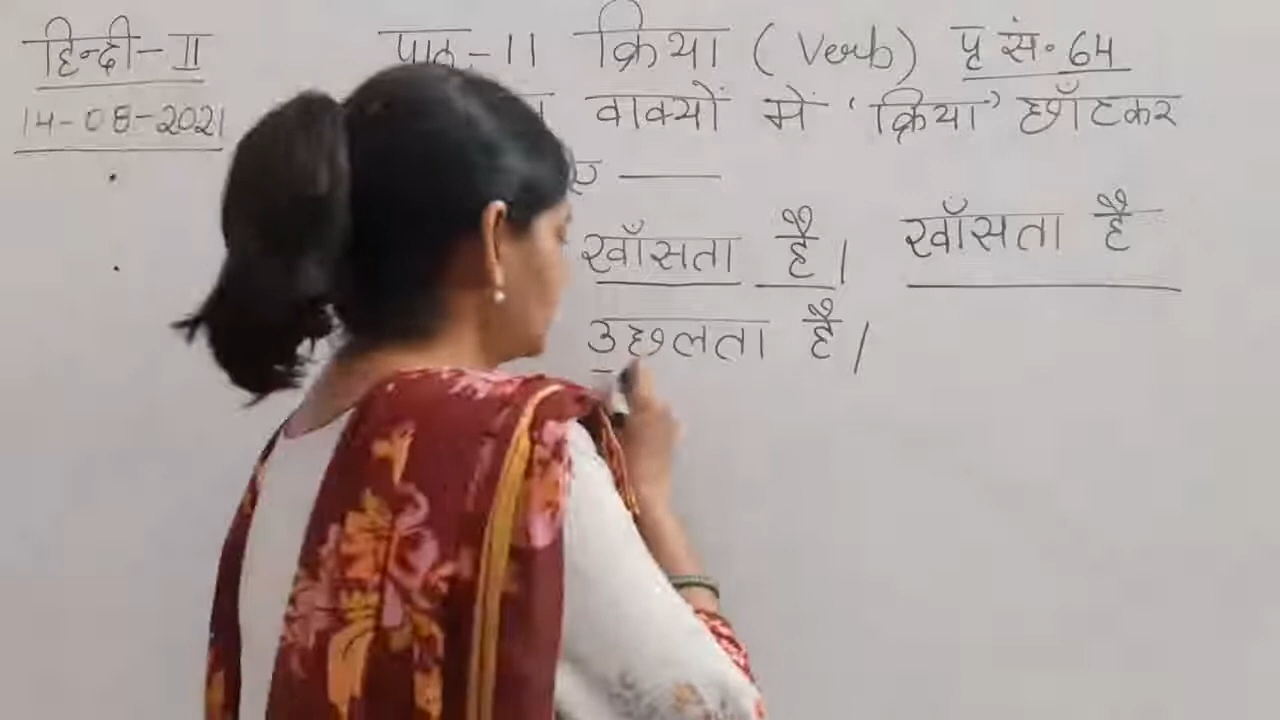 हिन्दी-II पाठ-11 क्रिया (Verb) पृ सं. 64
14-08-2021 वाक्यों में 'क्रिया' छाँटकर
खाँसता है। खाँसता है
उछलता है।